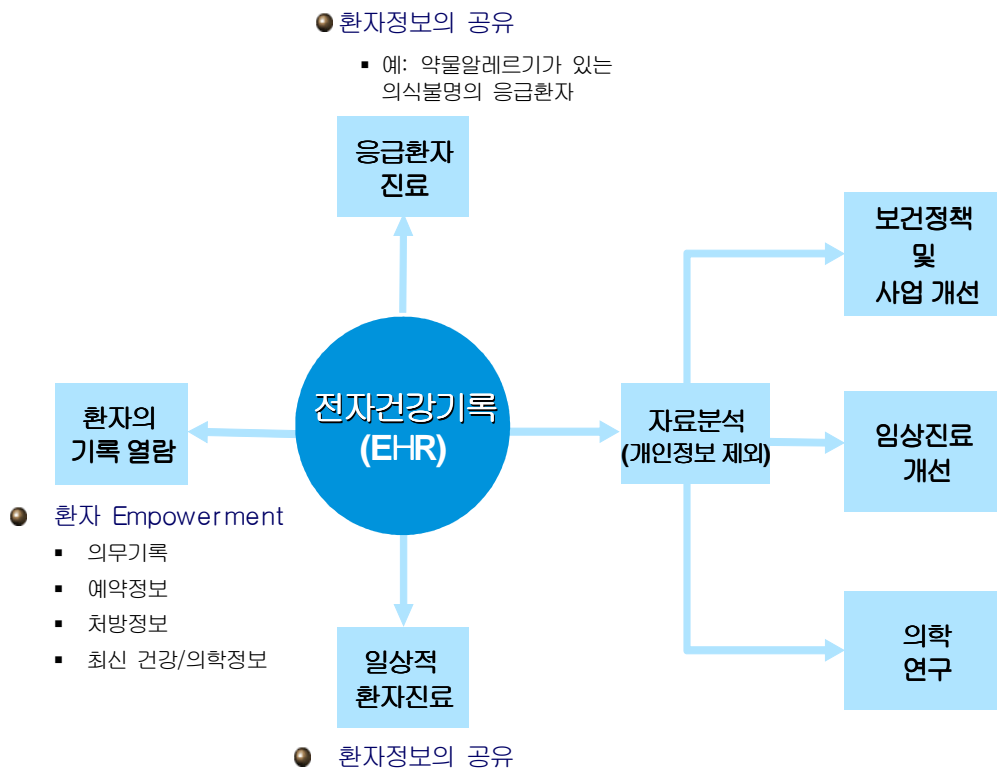 환자정보의 공유
예: 약물알레르기가 있는
의식불명의 응급환자
응급환자
진료
보건정책
및
사업 개선
전자건강기록
(EHR)
환자의
기록 열람
자료분석
(개인정보 제외)
임상진료
개선
환자 Empowerment
의무기록
예약정보
처방정보
최신 건강/의학정보
일상적
환자진료
의학
연구
환자정보의 공유